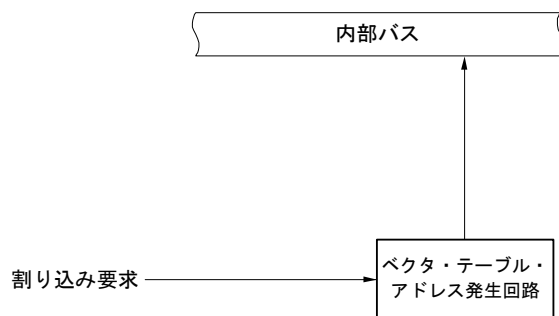 内部バス
割り込み要求
ベクタ・テーブル・
アドレス発生回路